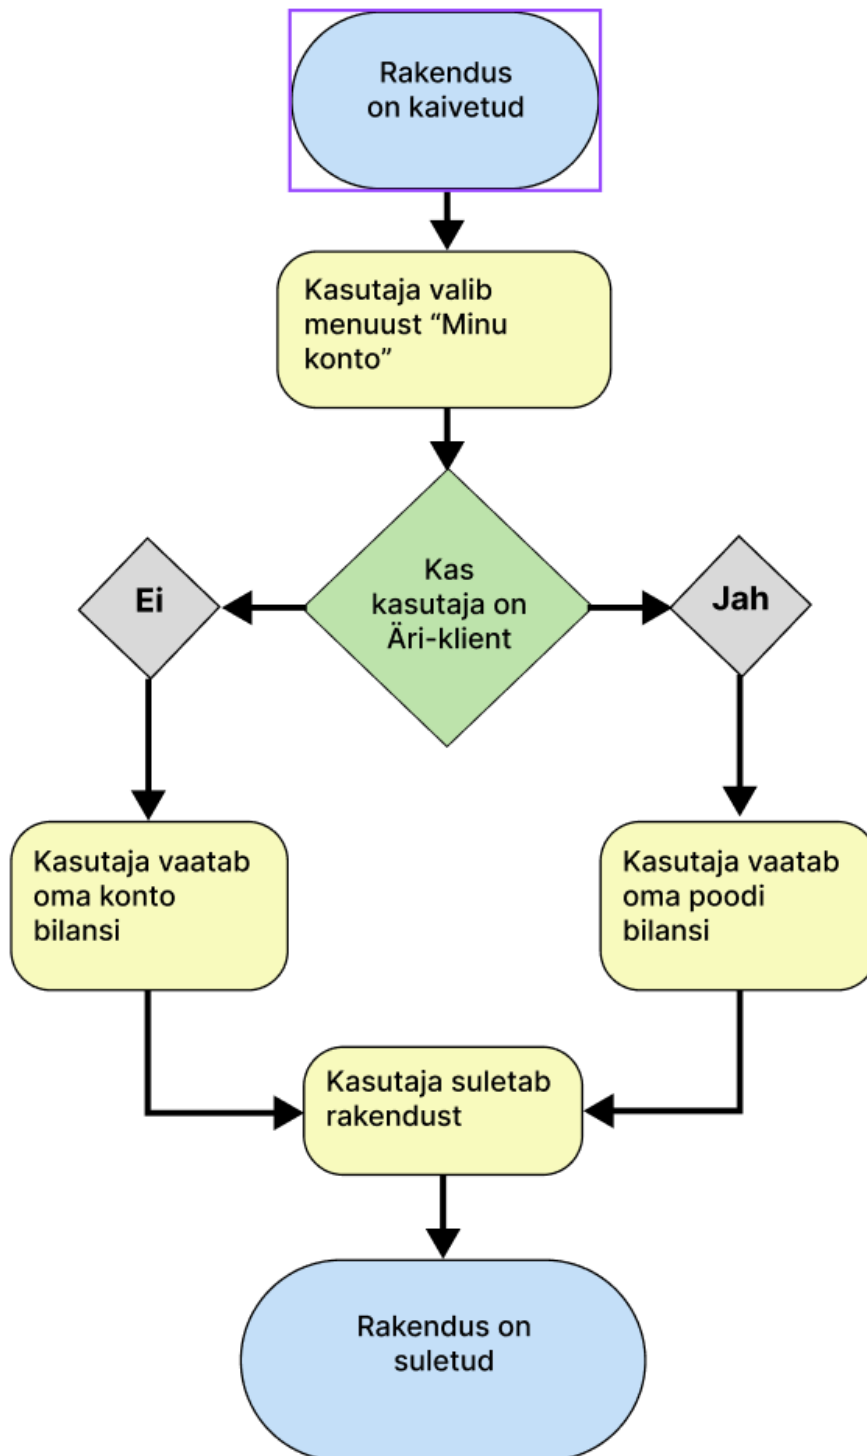 Rakendus
on kaivetud
Kasutaja valib
menuust “Minu
konto”
Kas
kasutaja on
Äri-klient
Ei
Jah
Kasutaja vaatab
oma konto
bilansi
Kasutaja vaatab
oma poodi
bilansi
Kasutaja suletab
rakendust
Rakendus on
suletud